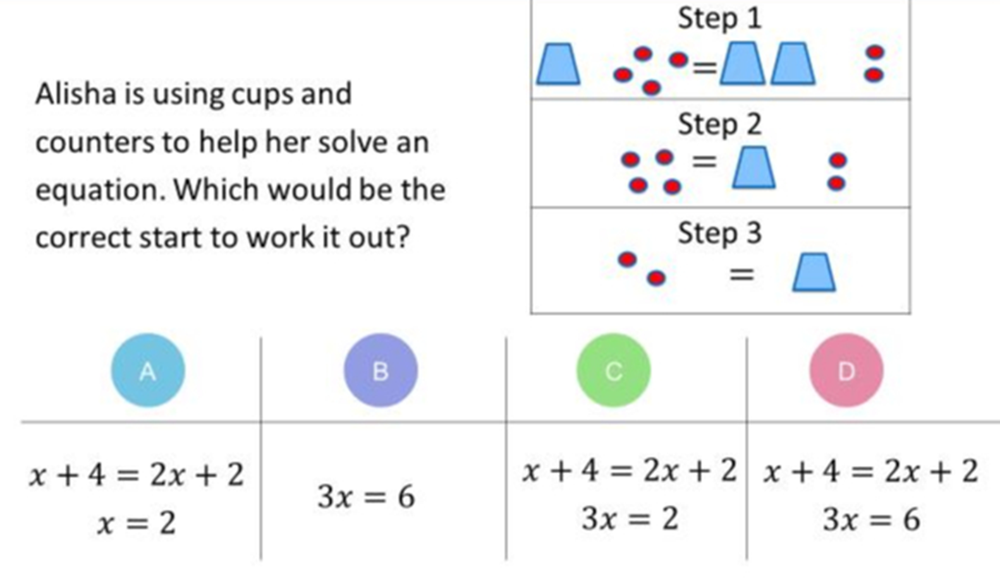 Alisha is using cups and
counters to help her solve an
equation. Which would be the
correct start to work it out?
Step 1
=
Step 2
=
Step 3
=
A
B
C
D
x + 4 = 2x + 2
x = 2
3x = 6
x + 4 = 2x + 2
3x = 2
x + 4 = 2x + 2
3x = 6